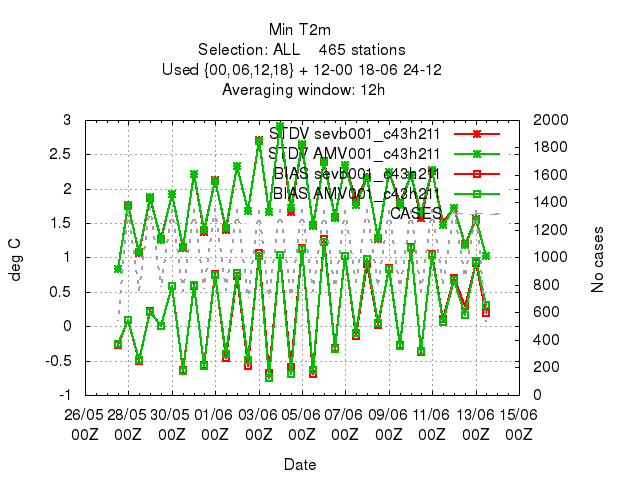 Min T2m
Selection: ALL    465 stations
Used {00,06,12,18} + 12-00 18-06 24-12
Averaging window: 12h
STDV sevb001_c43h211
STDV AMV001_c43h211
BIAS sevb001_c43h211
BIAS AMV001_c43h211
CASES
deg C
3
2.5
2
1.5
1
0.5
0
-0.5
-1
No cases
2000
1800
1600
1400
1200
1000
800
600
400
200
0
26/05 28/05 30/05 01/06 03/06 05/06 07/06 09/06 11/06 13/06 15/06
00Z 00Z 00Z 00Z 00Z 00Z 00Z 00Z 00Z 00Z 00Z
Date